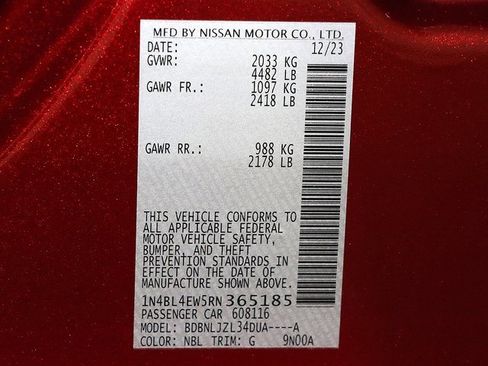 MFD BY NISSAN MOTOR CO., LTD.
DATE: 12/23
GVWR: 2033 KG
4482 LB
GAWR FR.: 1097 KG
2418 LB
GAWR RR.: 988 KG
2178 LB
THIS VEHICLE CONFORMS TO
ALL APPLICABLE FEDERAL
MOTOR VEHICLE SAFETY,
BUMPER, AND THEFT
PREVENTION STANDARDS IN
EFFECT ON THE DATE OF
MANUFACTURE SHOWN ABOVE.
1N4BL4EW5RN365185
PASSENGER CAR 608116
MODEL: BDBNLJZL34DUA----A
COLOR: NBL TRIM: G 9N00A